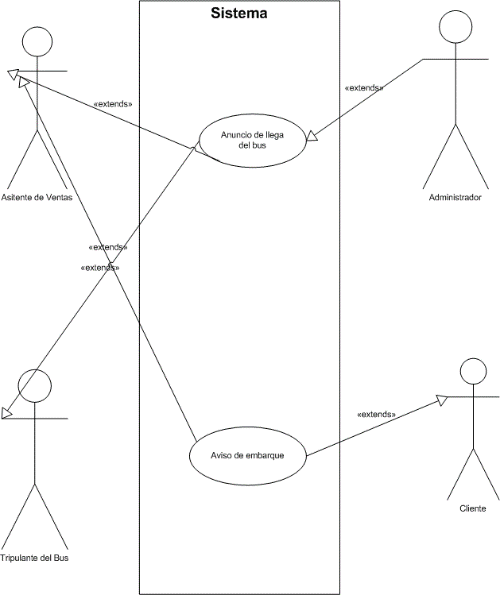 Sistema
«extends»
«extends»
Anuncio de llega
del bus
Asitente de Ventas
Administrador
«extends»
«extends»
«extends»
Aviso de embarque
Cliente
Tripulante del Bus